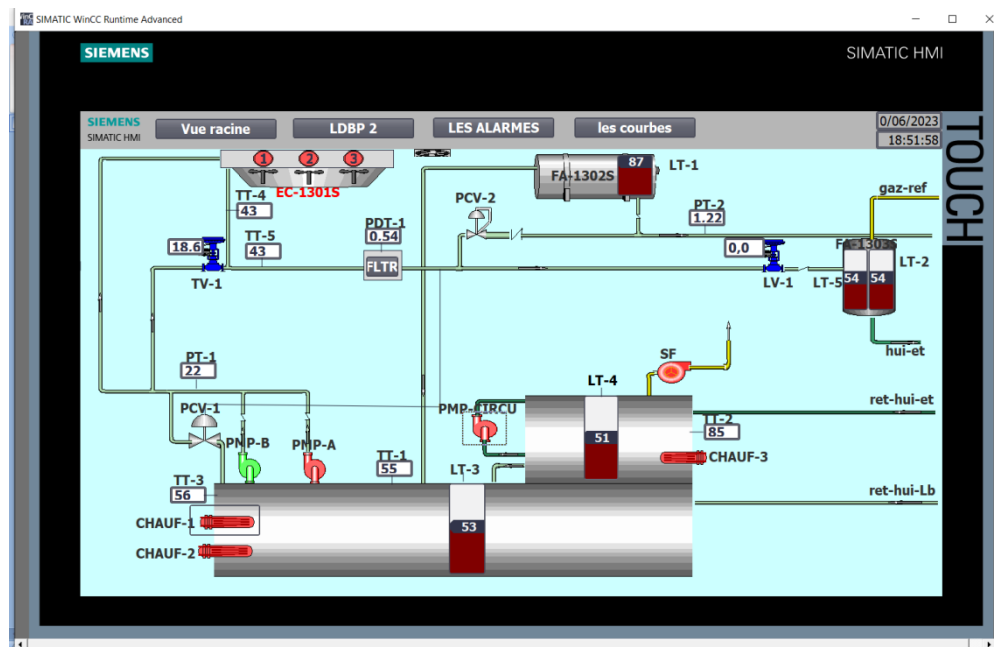 SIMATIC WinCC Runtime Advanced
SIEMENS
SIMATIC HMI
TOUCH
SIEMENS
SIMATIC HMI
Vue racine
LDBP 2
LES ALARMES
les courbes
0/06/2023
18:51:58
1 2 3
EC-1301S
FA-1302S
87
LT-1
TT-4
43
PCV-2
PT-2
1.22
gaz-ref
18.6
TV-1
TT-5
43
PDT-1
0.54
FLTR
0,0
LV-1
FA-1303S
LT-5
54
54
LT-2
hui-et
PT-1
22
SF
LT-4
51
PCV-1
PMP-B
PMP-A
PMP-CIRCU
ret-hui-et
TT-2
85
CHAUF-3
TT-1
55
LT-3
53
TT-3
56
ret-hui-Lb
CHAUF-1
CHAUF-2